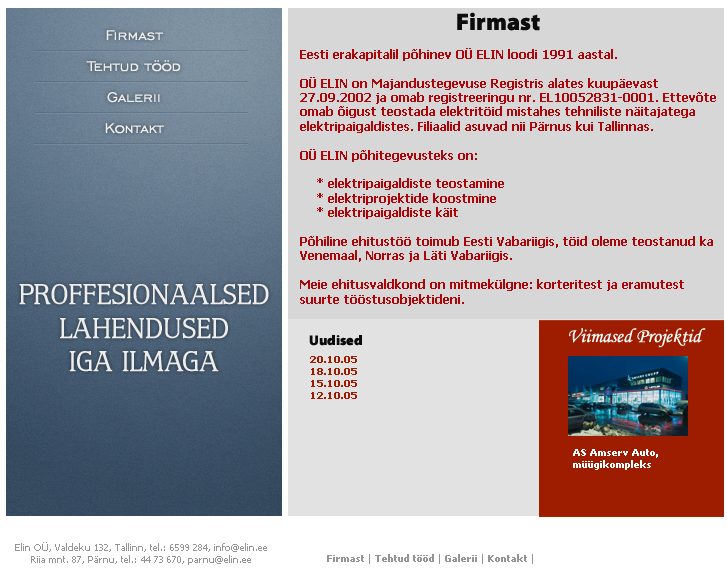 Firmast
Tehtud tööd
Galerii
Kontakt
PROFFESIONAALSED
LAHENDUSED
IGA ILMAGA
Firmast
Eesti erakapitalil põhinev OÜ ELIN loodi 1991 aastal.
OÜ ELIN on Majandustegevuse Registris alates kuupäevast
27.09.2002 ja omab registreeringu nr. EL10052831-0001. Ettevõte
omab õigust teostada elektritöid mistahes tehniliste näitajatega
elektripaigaldistes. Filiaalid asuvad nii Pärnus kui Tallinnas.
OÜ ELIN põhitegevusteks on:
* elektripaigaldiste teostamine
* elektriprojektide koostmine
* elektripaigaldiste käit
Põhiline ehitustöö toimub Eesti Vabariigis, töid oleme teostanud ka
Venemaal, Norras ja Läti Vabariigis.
Meie ehitusvaldkond on mitmekülgne: korteritest ja eramutest
suurte tööstusobjektideni.
Uudised
20.10.05
18.10.05
15.10.05
12.10.05
Viimased Projektid
AS Amserv Auto,
müügikompleks
Elin OÜ, Valdeku 132, Tallinn, tel.: 6599 284, info@elin.ee
Riia mnt. 87, Pärnu, tel.: 44 73 670, parnu@elin.ee
Firmast | Tehtud tööd | Galerii | Kontakt |